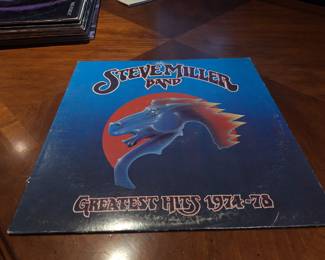 STEVE MILLER
BAND
GREATEST HITS 1974-78